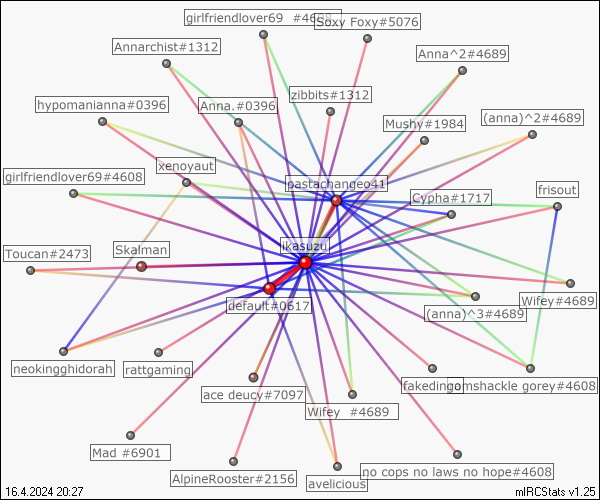 girlfriendlover69 #4608
Soxy Foxy#5076
Annarchist#1312
Anna^2#4689
zibbits#1312
hypomanianna#0396
Anna.#0396
Mushy#1984
(anna)^2#4689
xenoyaut
girlfriendlover69#4608
pastachangeo41
Cypha#1717
frisout
ikasuzu
Toucan#2473
Skalman
default#0617
(anna)^3#4689
Wifey#4689
neokingghidorah
rattgaming
ace deucy#7097
fakedingo
omshackle gorey#4608
Wifey #4689
Mad #6901
AlpineRooster#2156
avelicious
no cops no laws no hope#4608
16.4.2024 20:27
mIRCStats v1.25